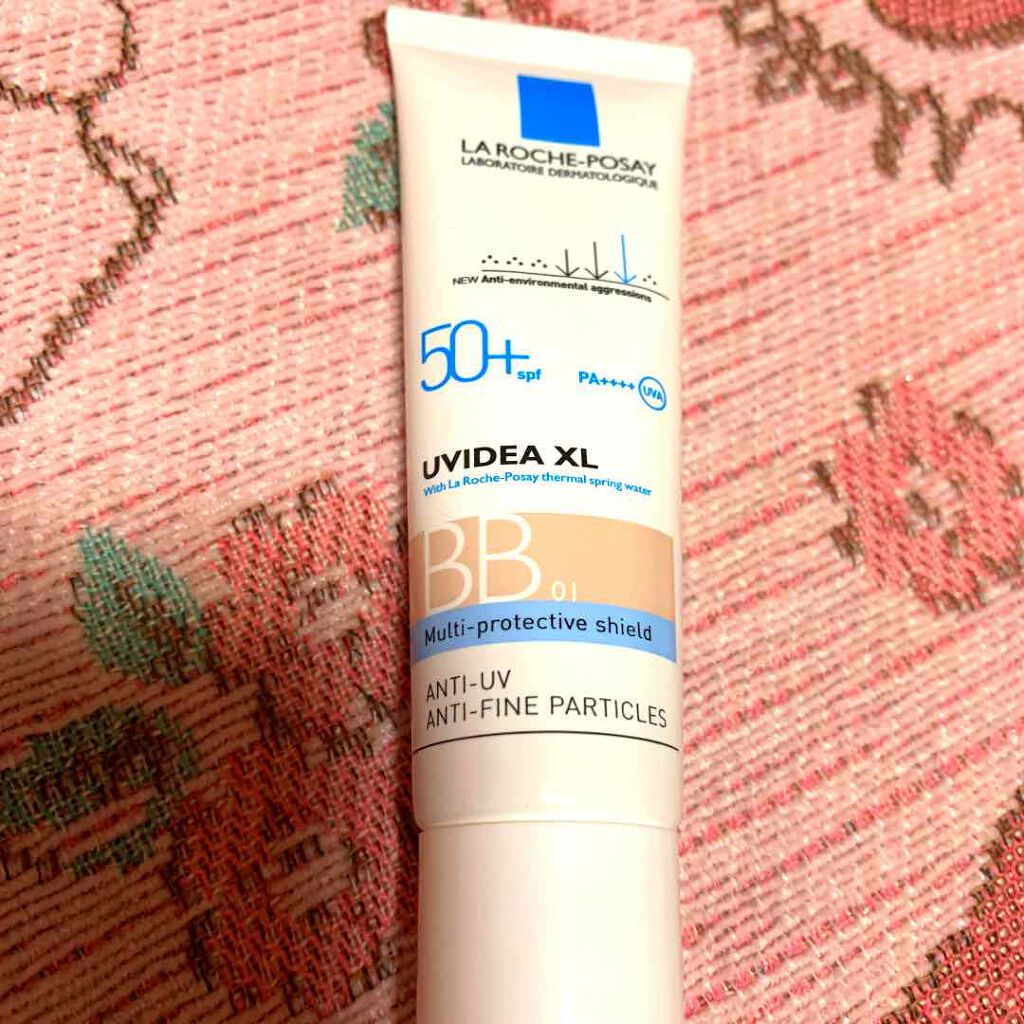 LA ROCHE-POSAY
LABORATOIRE DERMATOLOGIQUE
NEW Anti-environmental aggressions
50+ spf PA++++ UVA
UVIDEA XL
With La Roche-Posay thermal spring water
BB 01
Multi-protective shield
ANTI-UV
ANTI-FINE PARTICLES